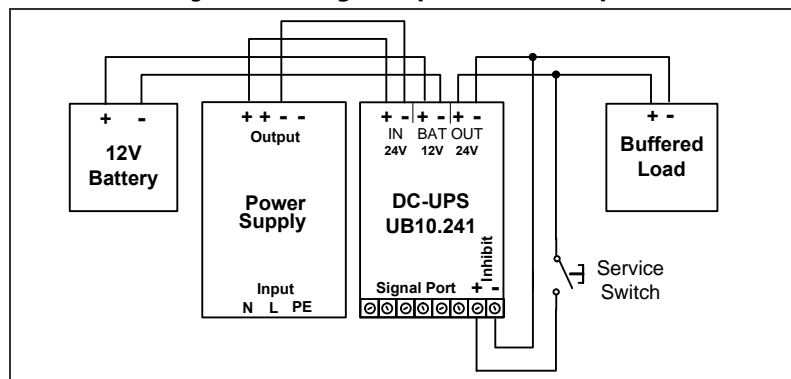 + -
12V
Battery
+ + - -
Output
Power
Supply
Input
N L PE
+ - + - + -
IN BAT OUT
24V 12V 24V
DC-UPS
UB10.241
Inhibit
Signal Port + -
+ -
Buffered
Load
Service
Switch